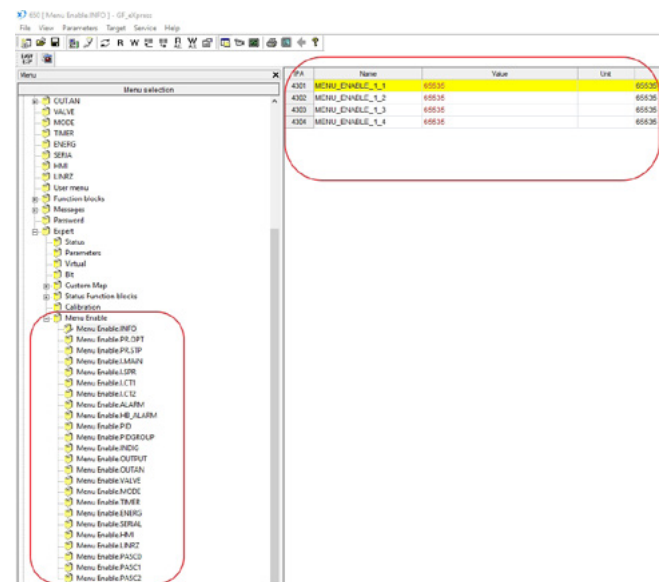 650 [ Menu Enable.INFO ] - GF_eXpress
File View Parameters Target Service Help
R W
Menu
Menu selection
OUT.AN
VALVE
MODE
TIMER
ENERG
SERIA
HMI
LINRZ
User menu
Function blocks
Messages
Password
Expert
Status
Parameters
Virtual
Bit
Custom Map
Status Function blocks
Calibration
Menu Enable
Menu Enable.INFO
Menu Enable.PR.OPT
Menu Enable.PR.STP
Menu Enable.I.MAIN
Menu Enable.I.SPR
Menu Enable.I.CT1
Menu Enable.I.CT2
Menu Enable.ALARM
Menu Enable.HB_ALARM
Menu Enable.PID
Menu Enable.PIDGROUP
Menu Enable.INDIG
Menu Enable.OUTPUT
Menu Enable.OUTAN
Menu Enable.VALVE
Menu Enable.MODE
Menu Enable.TIMER
Menu Enable.ENERG
Menu Enable.SERIAL
Menu Enable.HMI
Menu Enable.LINRZ
Menu Enable.PASC0
Menu Enable.PASC1
Menu Enable.PASC2
IPA Name Value Unit
4301 MENU_ENABLE_1_1 65535 65535
4302 MENU_ENABLE_1_2 65535 65535
4303 MENU_ENABLE_1_3 65535 65535
4304 MENU_ENABLE_1_4 65535 65535